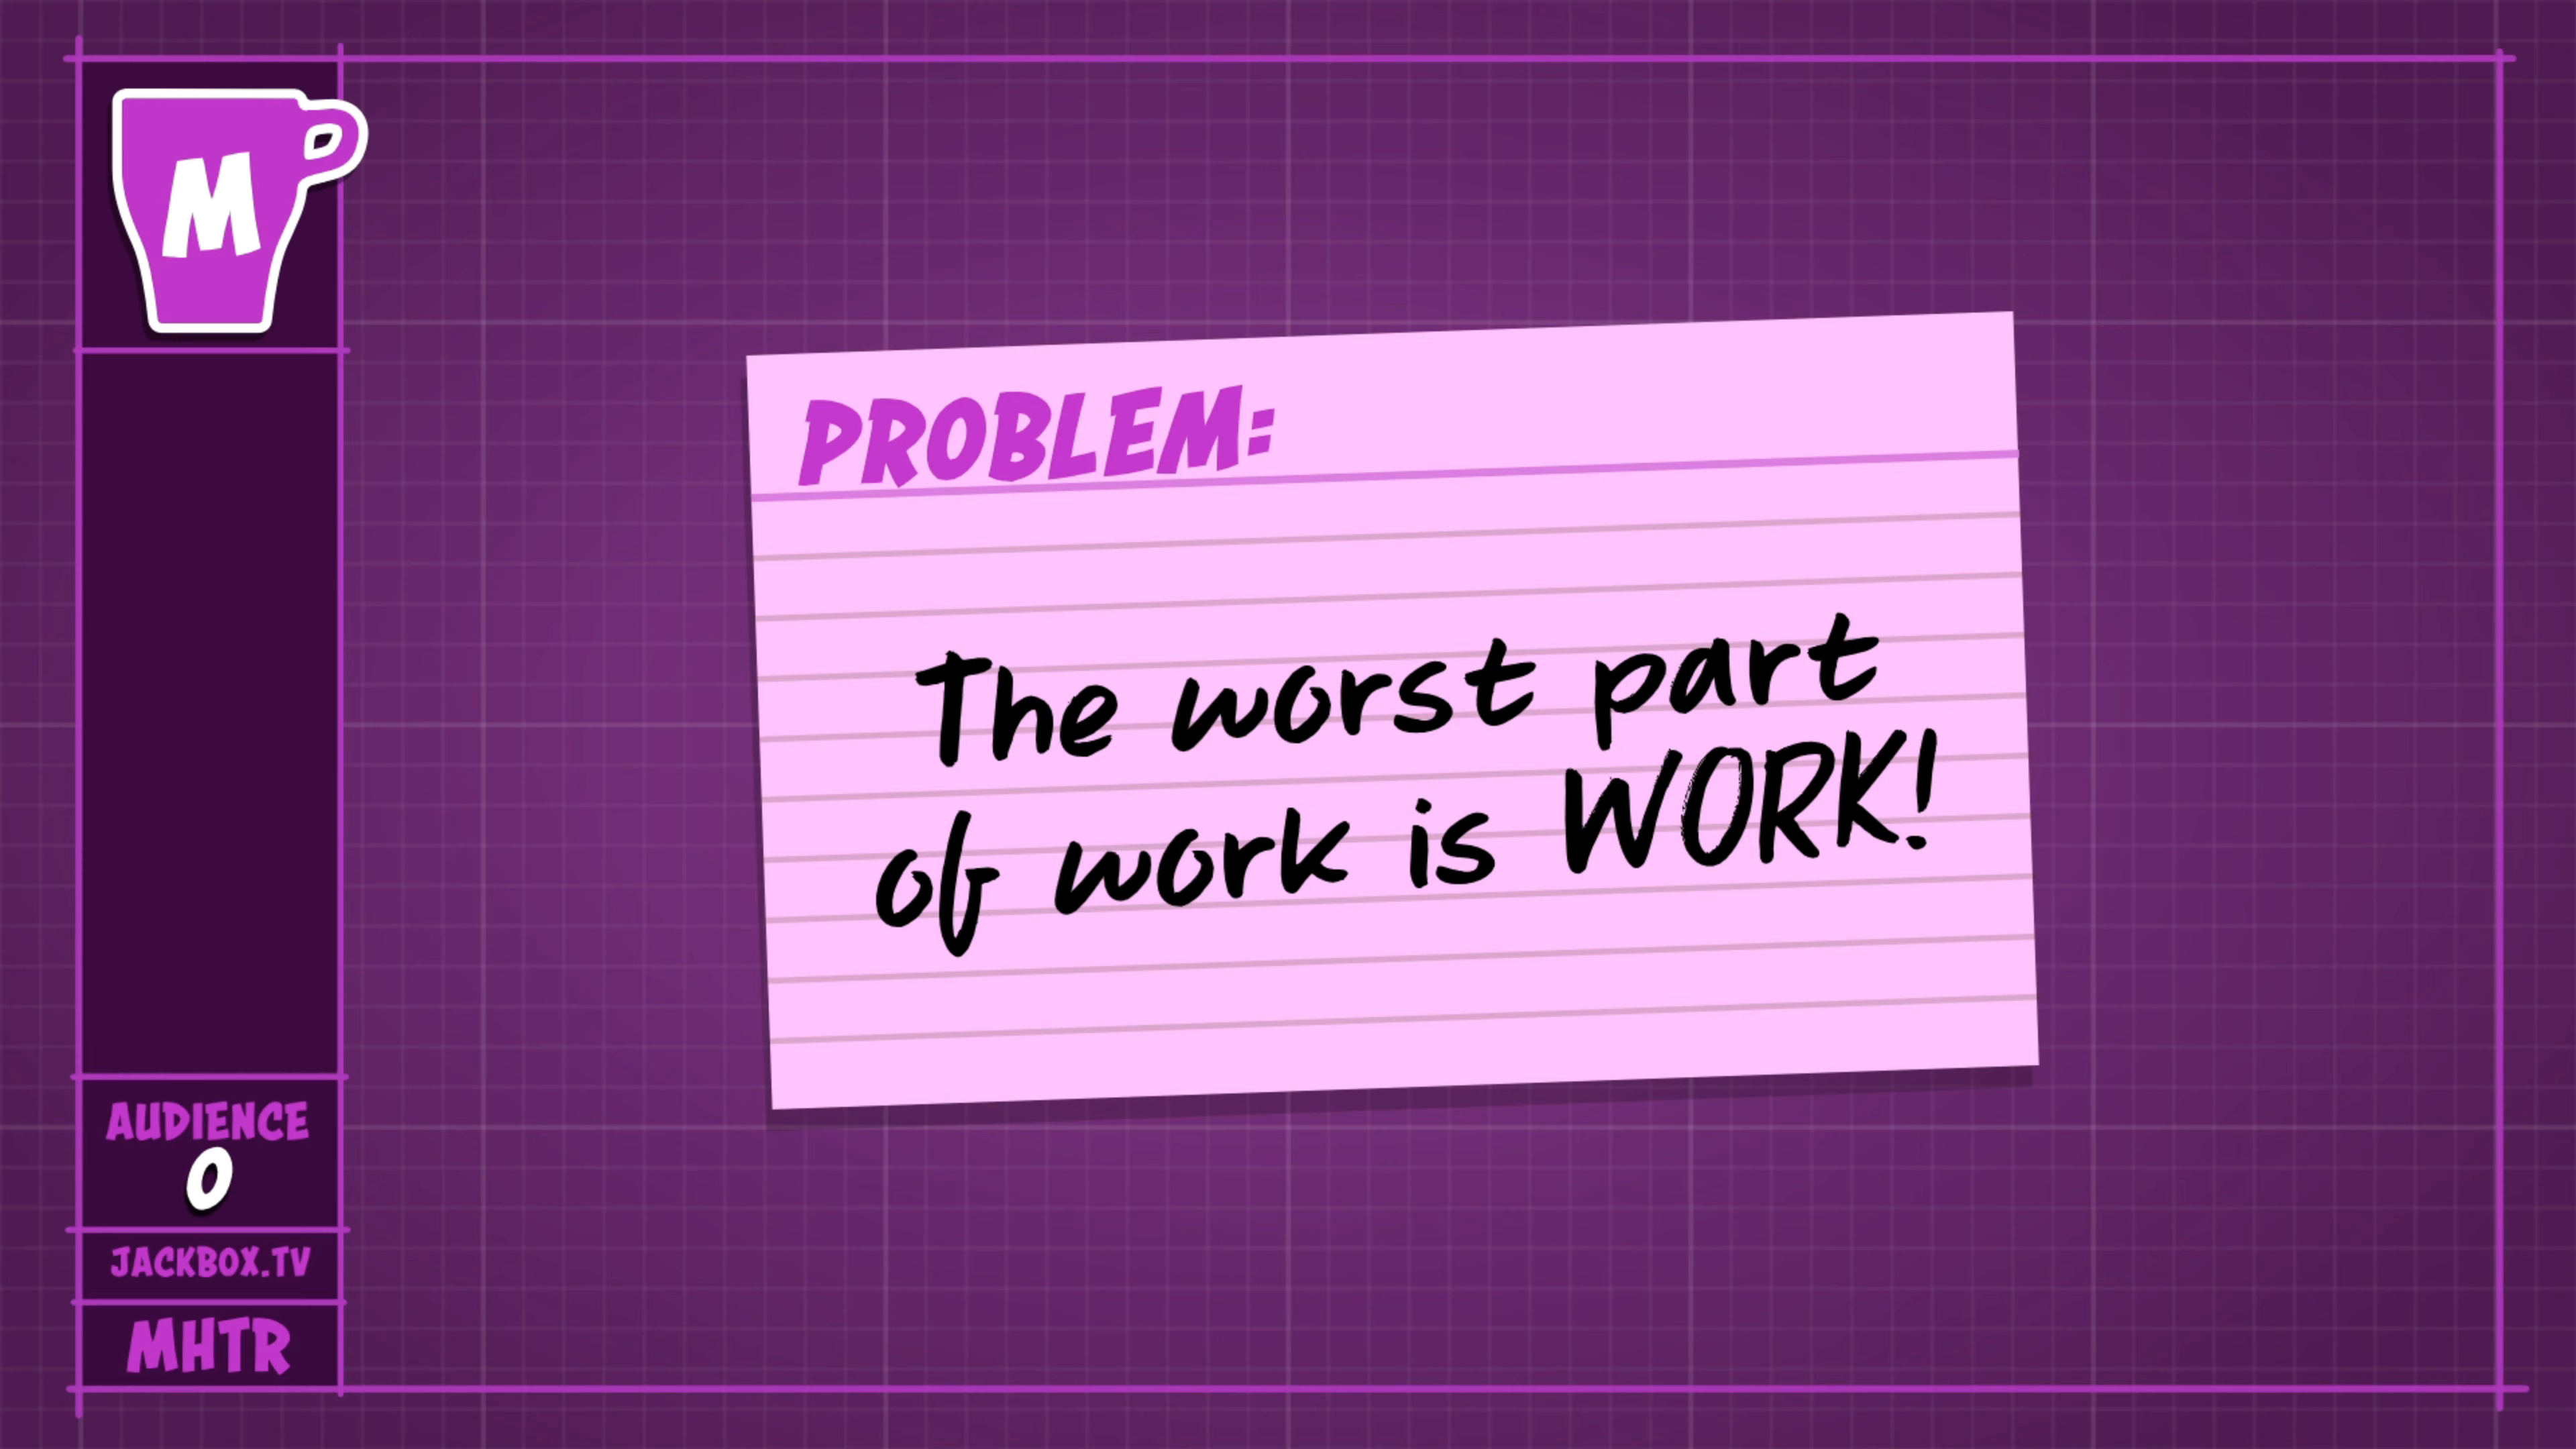 M
PROBLEM:
The worst part
of work is WORK!
AUDIENCE
0
JACKBOX.TV
MHTR